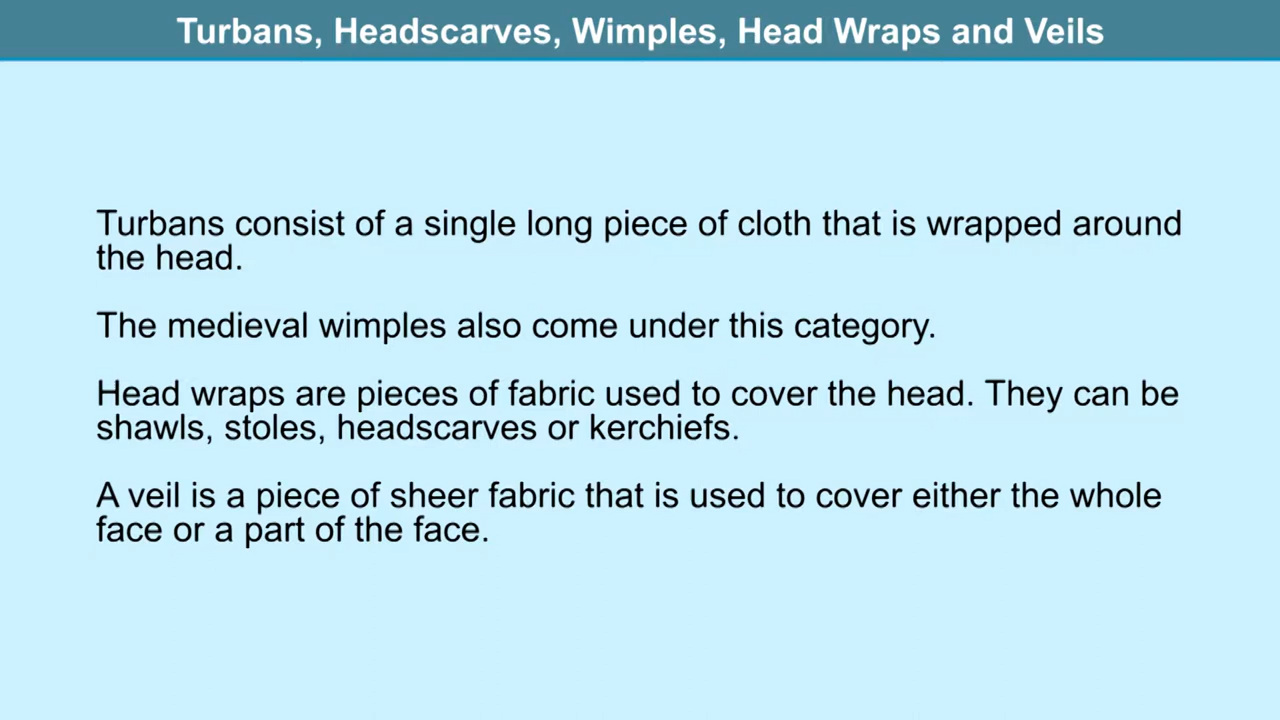 Turbans, Headscarves, Wimples, Head Wraps and Veils
Turbans consist of a single long piece of cloth that is wrapped around
the head.
The medieval wimples also come under this category.
Head wraps are pieces of fabric used to cover the head. They can be
shawls, stoles, headscarves or kerchiefs.
A veil is a piece of sheer fabric that is used to cover either the whole
face or a part of the face.